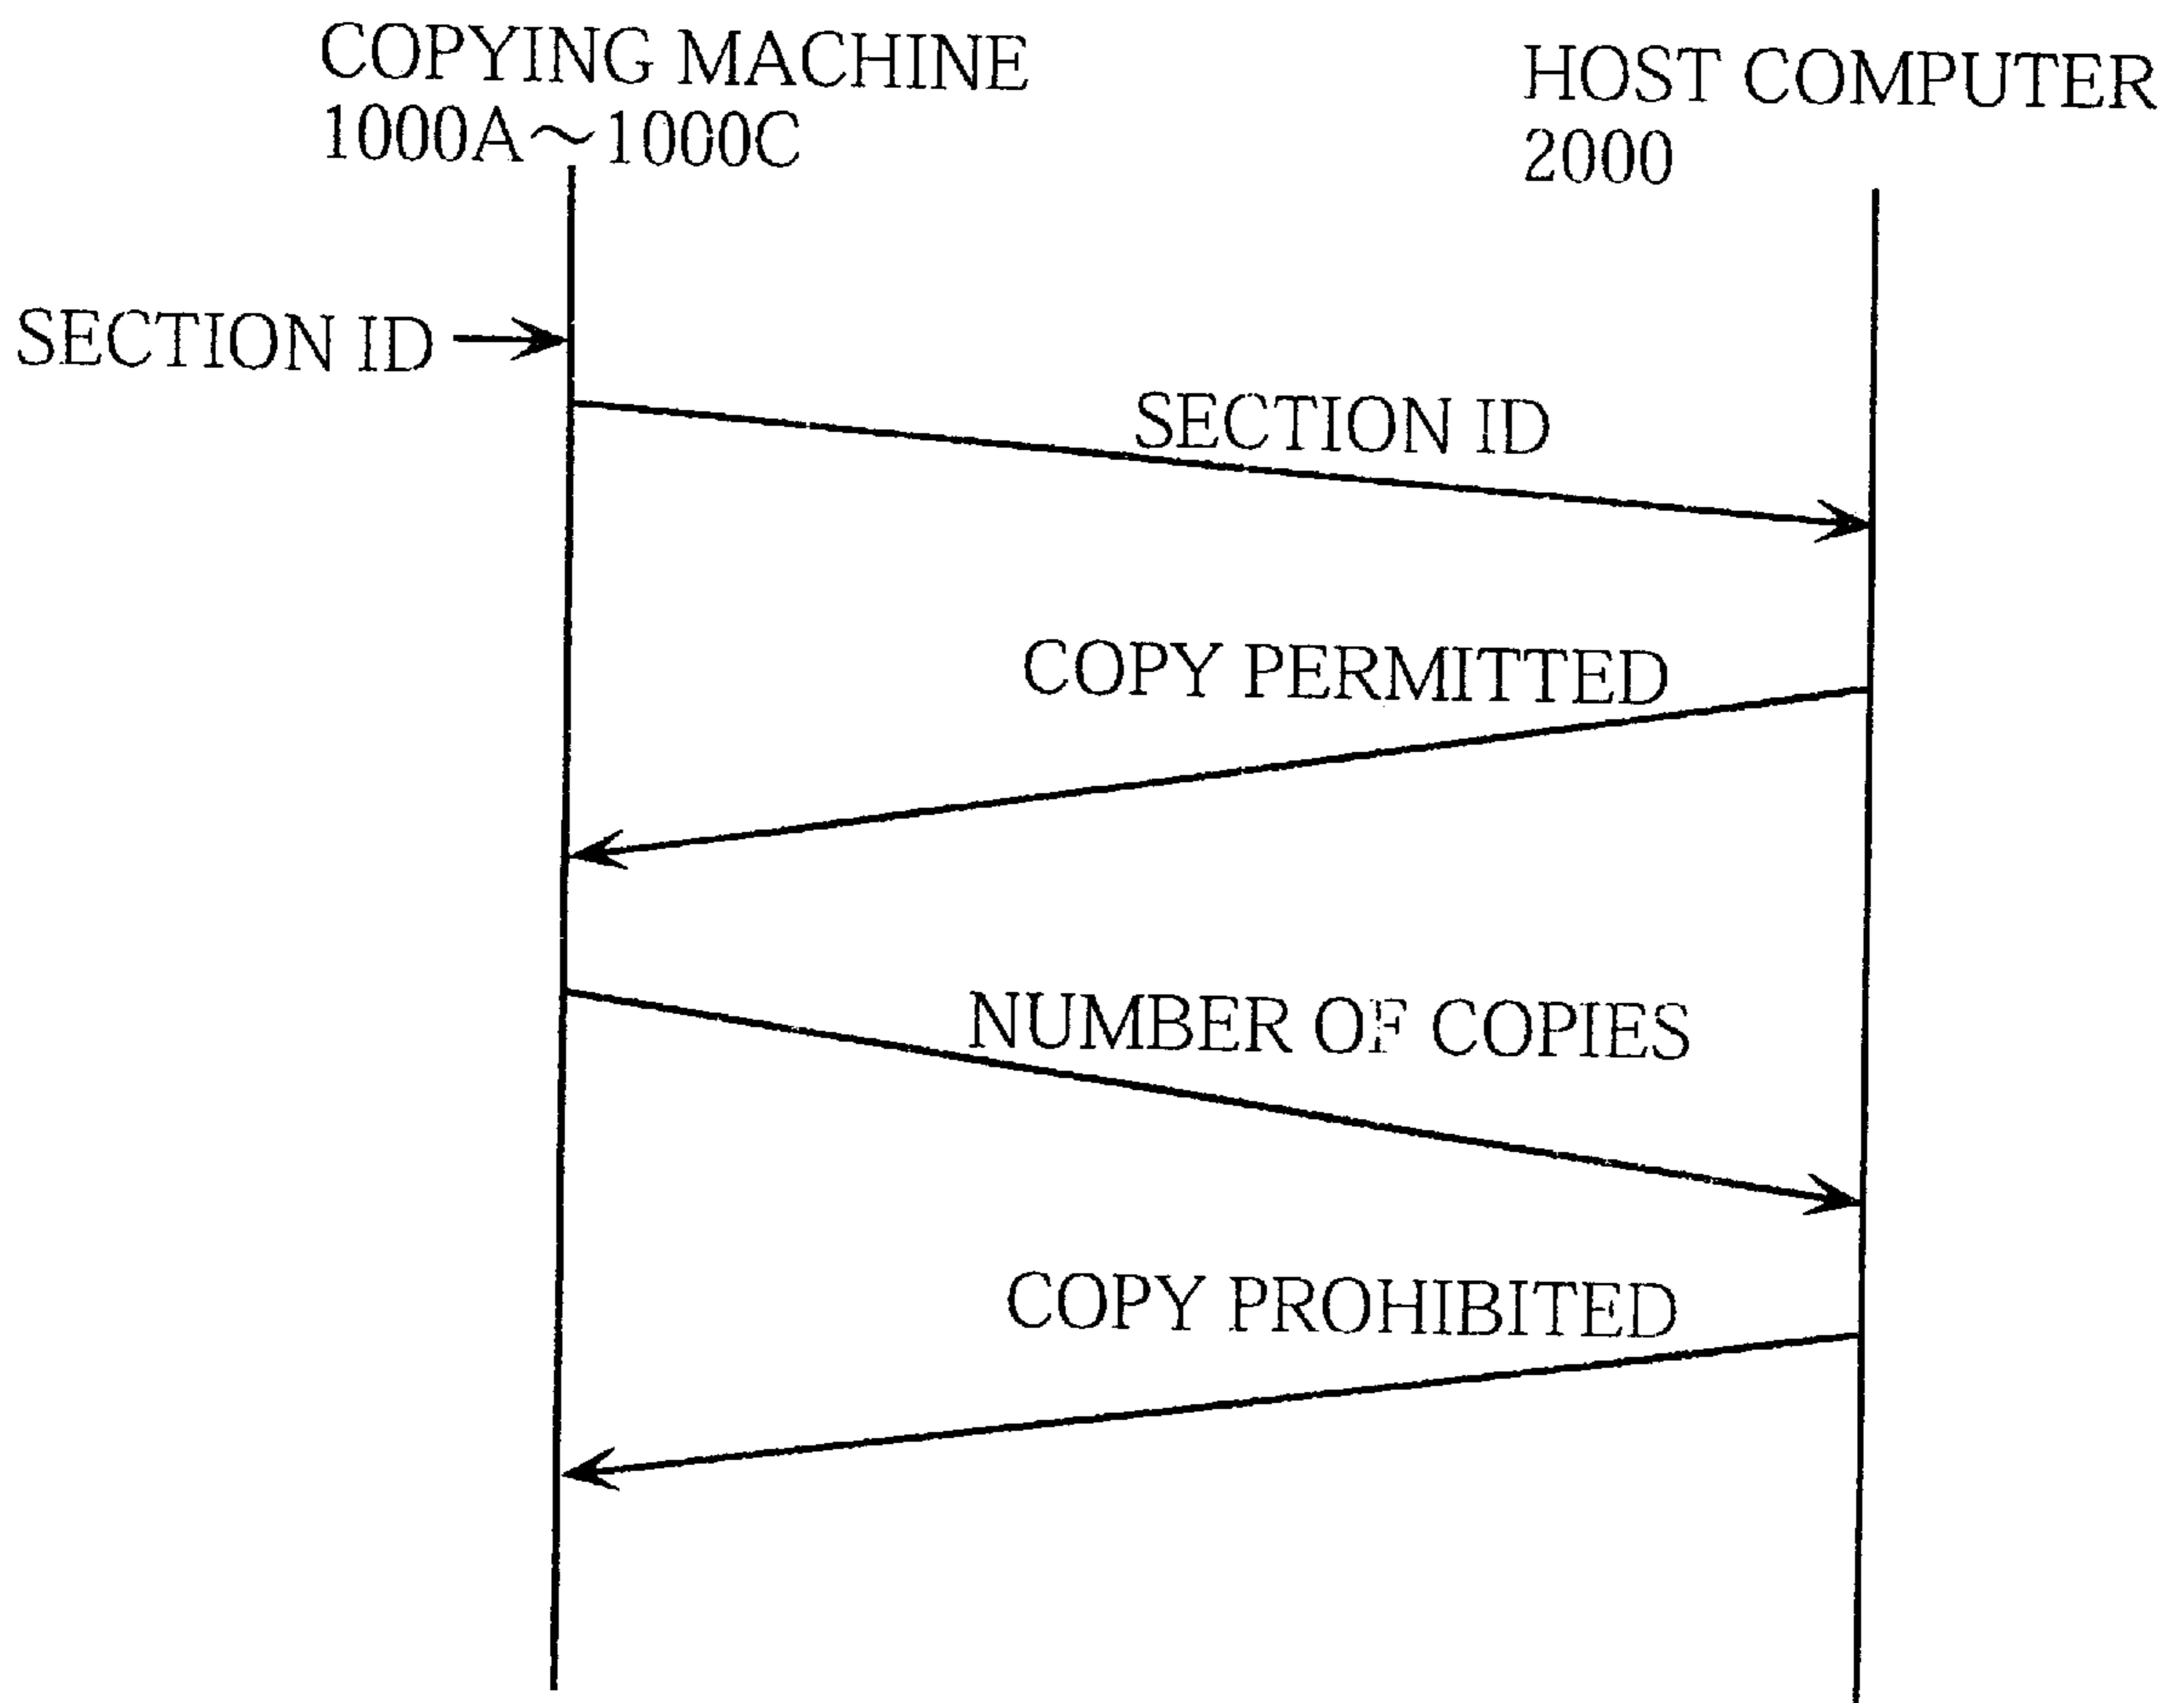 COPYING MACHINE
1000A～1000C
HOST COMPUTER
2000
SECTION ID
SECTION ID
COPY PERMITTED
NUMBER OF COPIES
COPY PROHIBITED